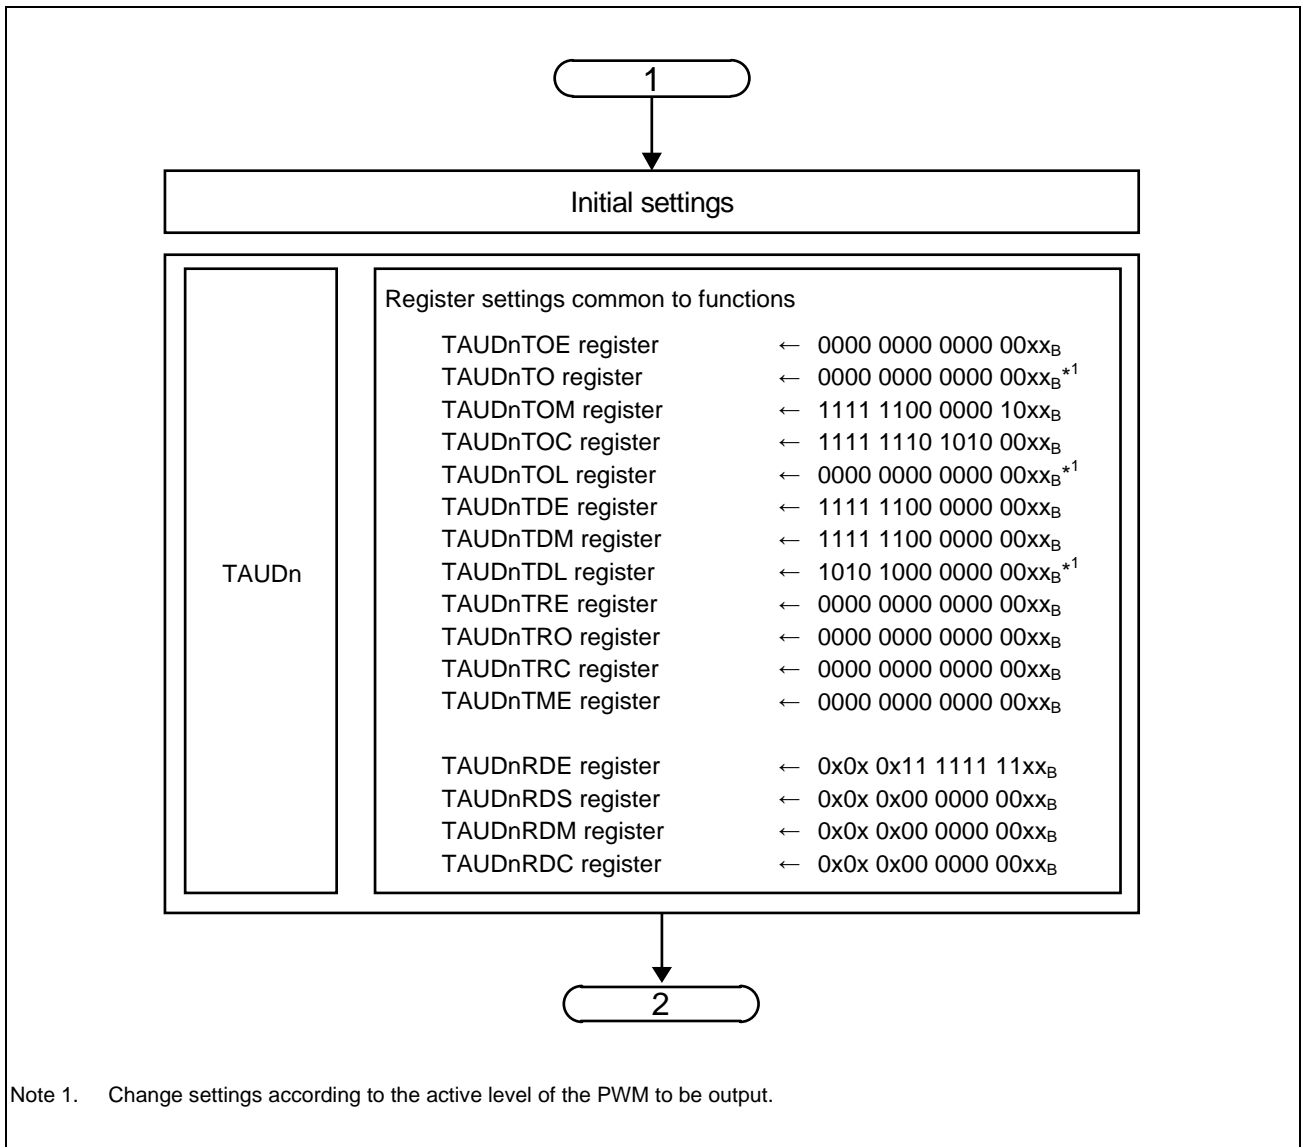 1
Initial settings
TAUDn
Register settings common to functions
TAUDnTOE register ← 0000 0000 0000 00xxB
TAUDnTO register ← 0000 0000 0000 00xxB*1
TAUDnTOM register ← 1111 1100 0000 10xxB
TAUDnTOC register ← 1111 1110 1010 00xxB
TAUDnTOL register ← 0000 0000 0000 00xxB*1
TAUDnTDE register ← 1111 1100 0000 00xxB
TAUDnTDM register ← 1111 1100 0000 00xxB
TAUDnTDL register ← 1010 1000 0000 00xxB*1
TAUDnTRE register ← 0000 0000 0000 00xxB
TAUDnTRO register ← 0000 0000 0000 00xxB
TAUDnTRC register ← 0000 0000 0000 00xxB
TAUDnTME register ← 0000 0000 0000 00xxB
TAUDnRDE register ← 0x0x 0x11 1111 11xxB
TAUDnRDS register ← 0x0x 0x00 0000 00xxB
TAUDnRDM register ← 0x0x 0x00 0000 00xxB
TAUDnRDC register ← 0x0x 0x00 0000 00xxB
2
Note 1. Change settings according to the active level of the PWM to be output.